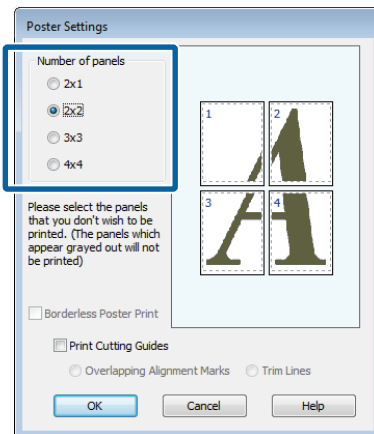 Poster Settings
Number of panels
2x1
2x2
3x3
4x4
1
2
3
4
Please select the panels
that you don't wish to be
printed. (The panels which
appear grayed out will not
be printed)
Borderless Poster Print
Print Cutting Guides
Overlapping Alignment Marks
Trim Lines
OK
Cancel
Help